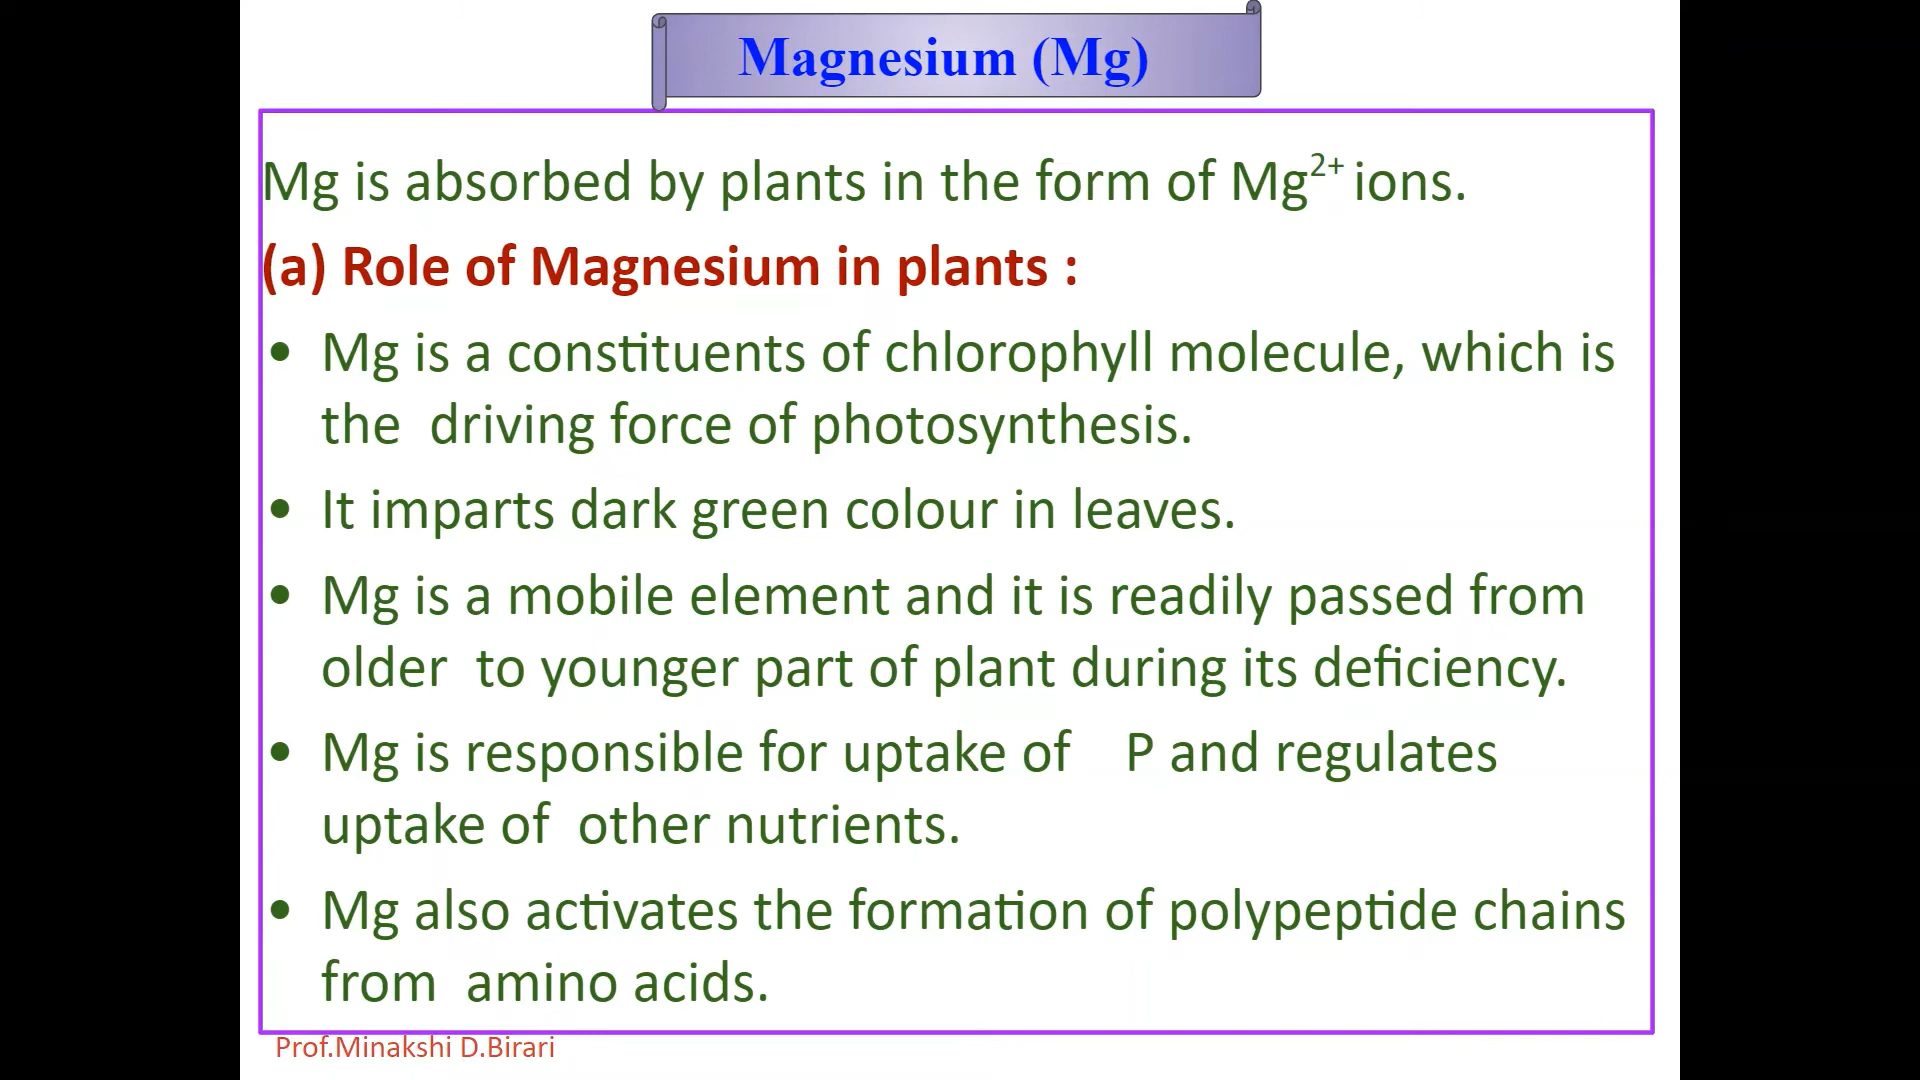 Magnesium (Mg)
Mg is absorbed by plants in the form of Mg²⁺ ions.
(a) Role of Magnesium in plants :
• Mg is a constituents of chlorophyll molecule, which is
the driving force of photosynthesis.
• It imparts dark green colour in leaves.
• Mg is a mobile element and it is readily passed from
older to younger part of plant during its deficiency.
• Mg is responsible for uptake of P and regulates
uptake of other nutrients.
• Mg also activates the formation of polypeptide chains
from amino acids.
Prof.Minakshi D.Birari